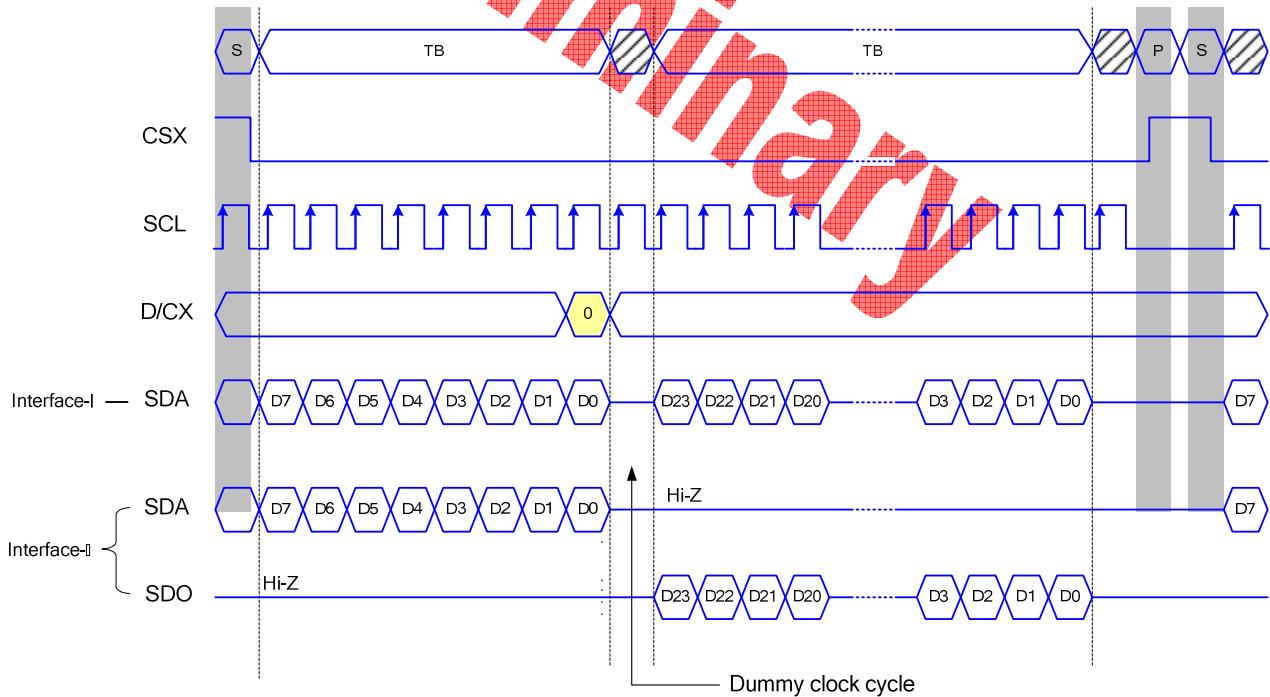 S TB TB P S
CSX
SCL
D/CX 0
Interface-I SDA D7 D6 D5 D4 D3 D2 D1 D0 D23 D22 D21 D20 D3 D2 D1 D0 D7
Hi-Z
SDA D7 D6 D5 D4 D3 D2 D1 D0 D7
Interface-▯
Hi-Z
SDO D23 D22 D21 D20 D3 D2 D1 D0
Dummy clock cycle